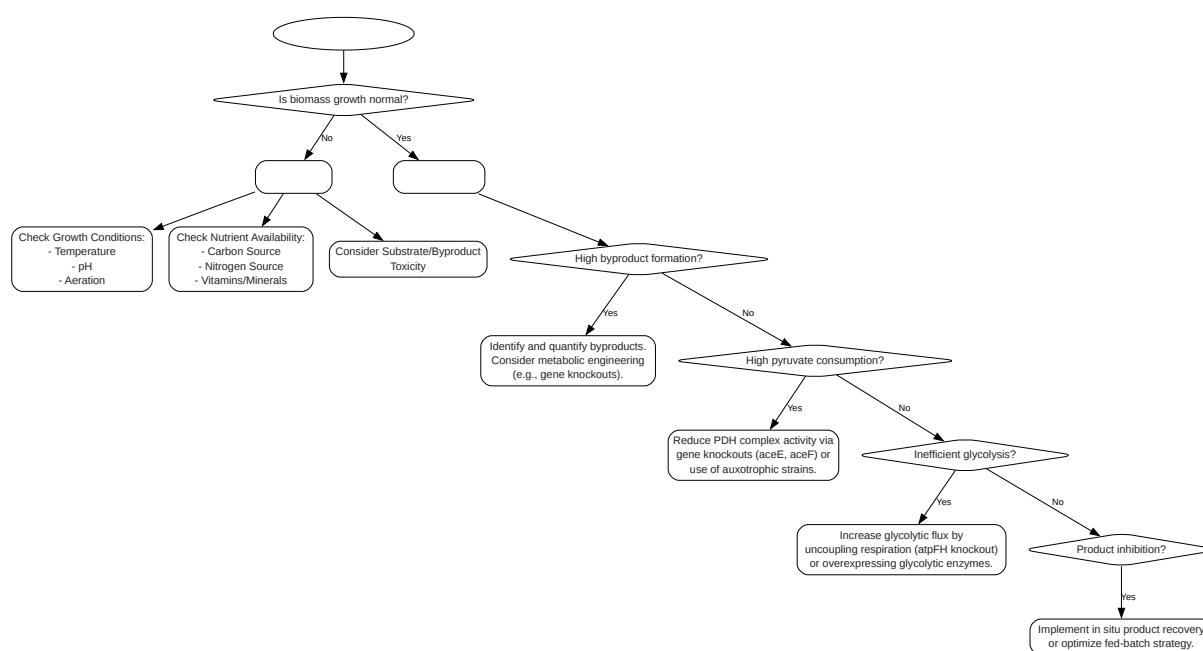 Is biomass growth normal?
No
Yes
Check Growth Conditions:
- Temperature
- pH
- Aeration
Check Nutrient Availability:
- Carbon Source
- Nitrogen Source
- Vitamins/Minerals
Consider Substrate/Byproduct
Toxicity
High byproduct formation?
Yes
No
Identify and quantify byproducts.
Consider metabolic engineering
(e.g., gene knockouts).
High pyruvate consumption?
Yes
No
Reduce PDH complex activity via
gene knockouts (aceE, aceF) or
use of auxotrophic strains.
Inefficient glycolysis?
Yes
No
Increase glycolytic flux by
uncoupling respiration (atpFH knockout)
or overexpressing glycolytic enzymes.
Product inhibition?
Yes
Implement in situ product recovery
or optimize fed-batch strategy.